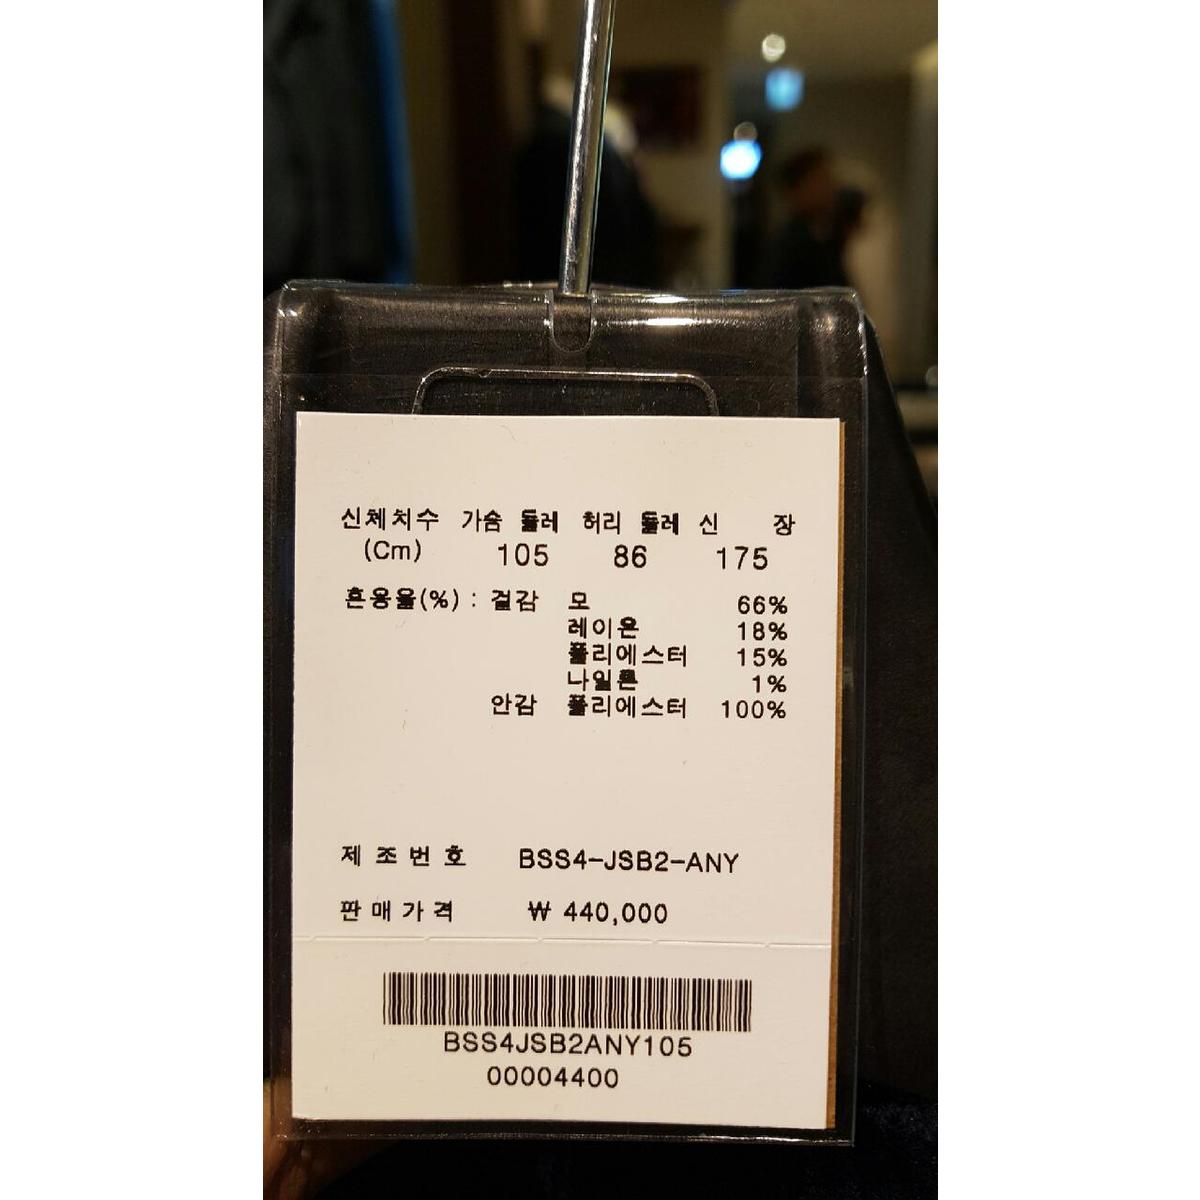 신체치수 가슴 둘레 허리 둘레 신 장
(Cm) 105 86 175
혼용율(%) : 겉감 모 66%
레이온 18%
폴리에스터 15%
나일론 1%
안감 폴리에스터 100%
제 조 번 호 BSS4-JSB2-ANY
판 매 가 격 ₩ 440,000
BSS4JSB2ANY105
00004400